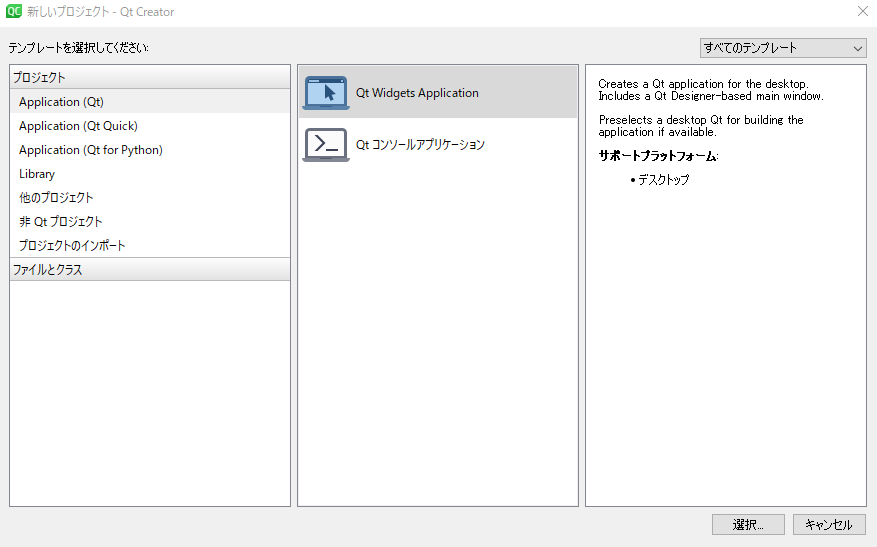 新しいプロジェクト - Qt Creator
テンプレートを選択してください:
すべてのテンプレート
プロジェクト
Application (Qt)
Application (Qt Quick)
Application (Qt for Python)
Library
他のプロジェクト
非 Qt プロジェクト
プロジェクトのインポート
ファイルとクラス
Qt Widgets Application
Qt コンソールアプリケーション
Creates a Qt application for the desktop.
Includes a Qt Designer-based main window.
Preselects a desktop Qt for building the
application if available.
サポートプラットフォーム:
• デスクトップ
選択...
キャンセル